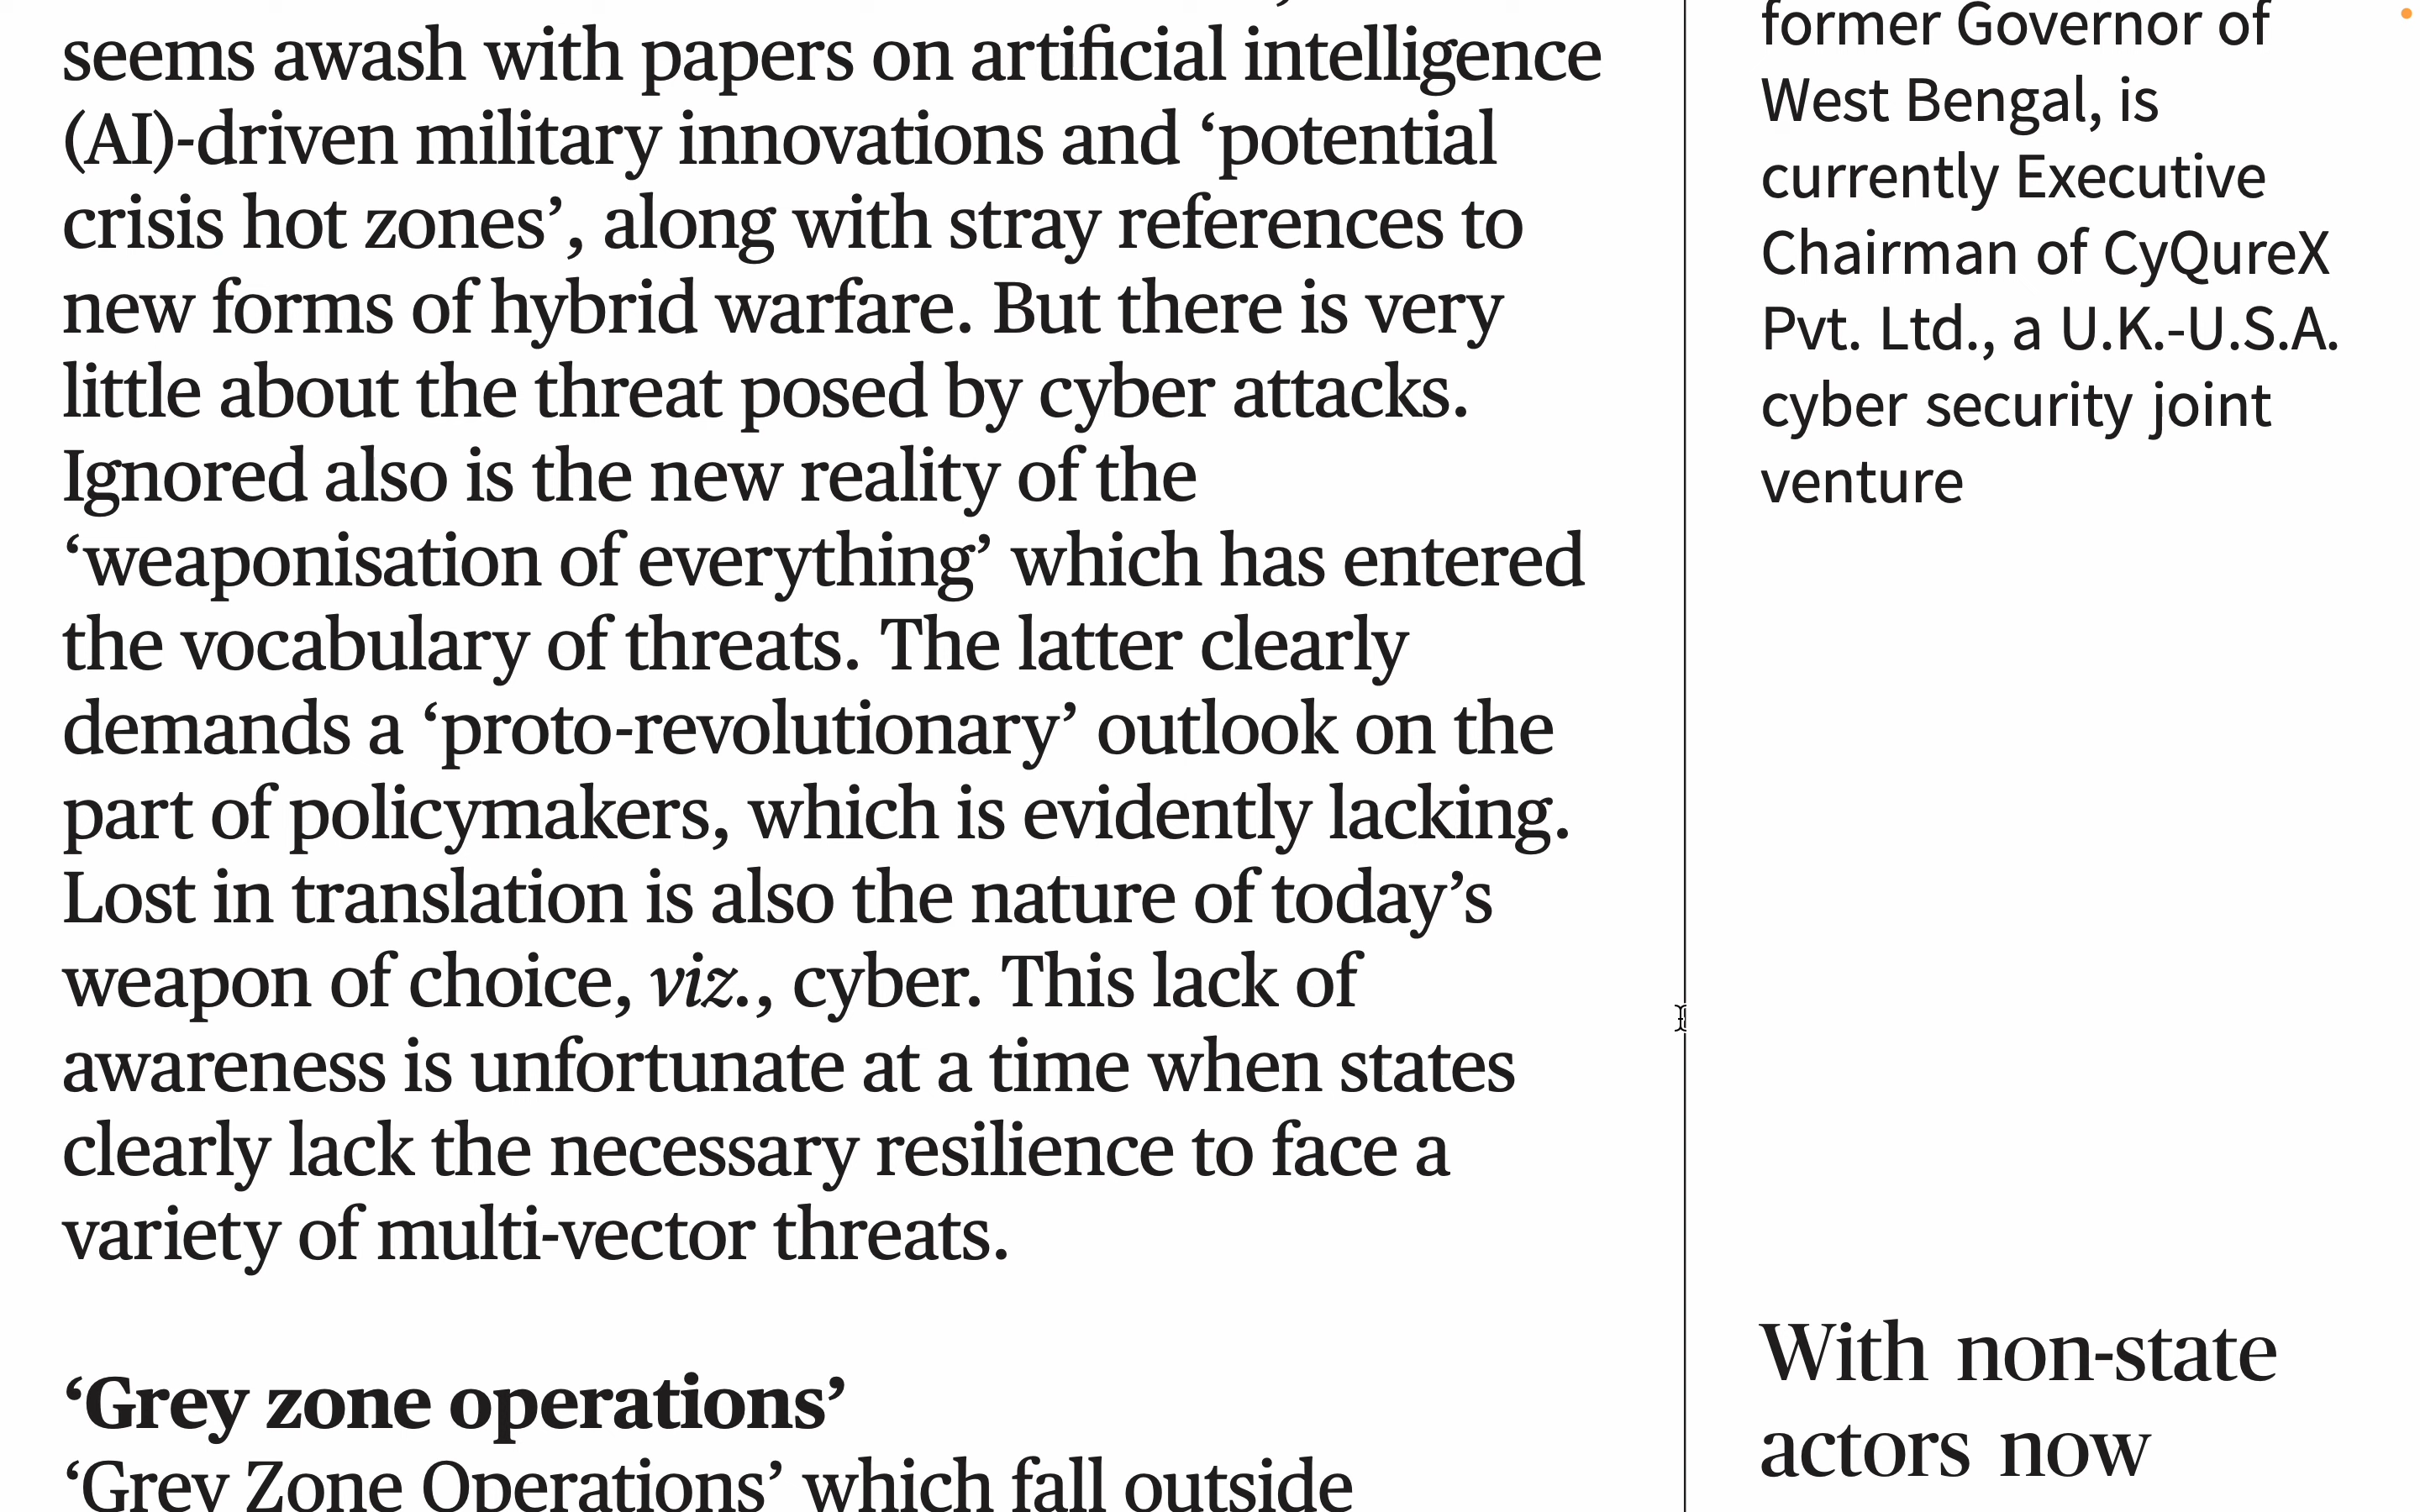 seems awash with papers on artificial intelligence
(AI)-driven military innovations and ‘potential
crisis hot zones’, along with stray references to
new forms of hybrid warfare. But there is very
little about the threat posed by cyber attacks.
Ignored also is the new reality of the
‘weaponisation of everything’ which has entered
the vocabulary of threats. The latter clearly
demands a ‘proto-revolutionary’ outlook on the
part of policymakers, which is evidently lacking.
Lost in translation is also the nature of today’s
weapon of choice, viz., cyber. This lack of
awareness is unfortunate at a time when states
clearly lack the necessary resilience to face a
variety of multi-vector threats.
‘Grey zone operations’
‘Grey Zone Operations’ which fall outside
former Governor of
West Bengal, is
currently Executive
Chairman of CyQureX
Pvt. Ltd., a U.K.-U.S.A.
cyber security joint
venture
With non-state
actors now